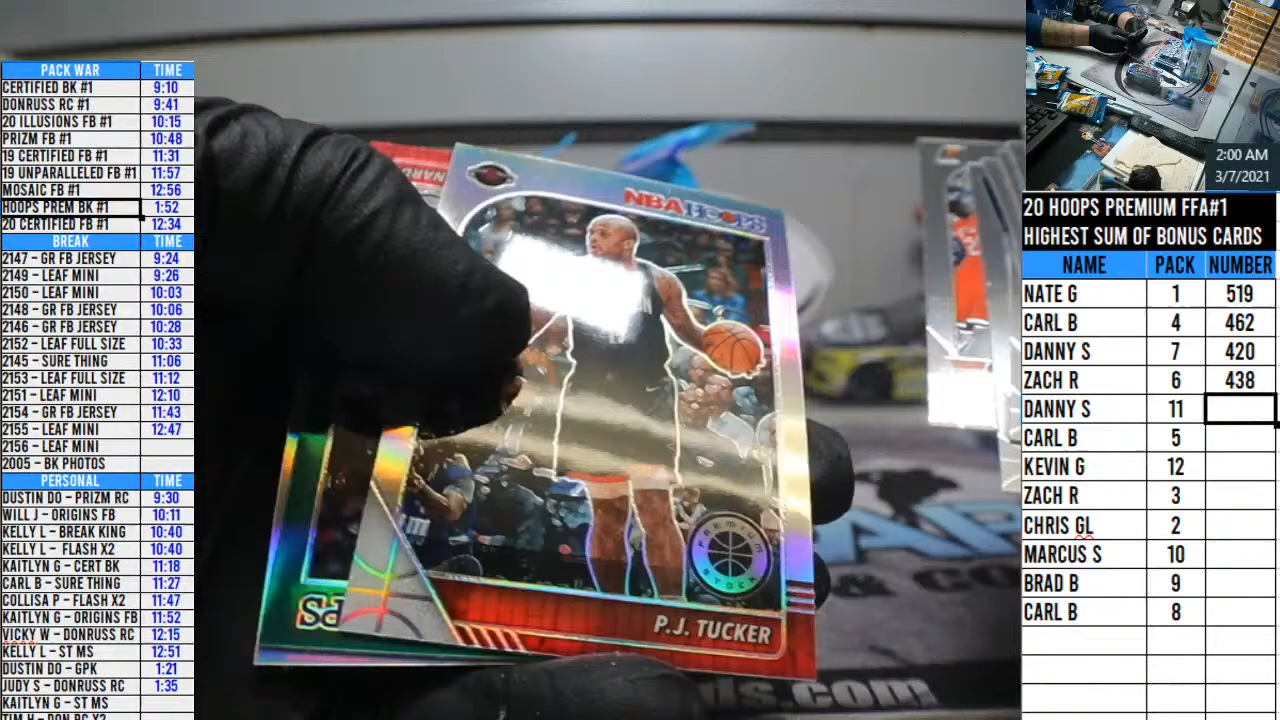 PACK WAR TIME
CERTIFIED BK #1 9:10
DONRUSS RC #1 9:41
20 ILLUSIONS FB #1 10:15
PRIZM FB #1 10:48
19 CERTIFIED FB #1 11:31
19 UNPARALLELED FB #1 11:57
MOSAIC FB #1 12:56
HOOPS PREM BK #1 1:52
20 CERTIFIED FB #1 12:34
BREAK TIME
2147 - GR FB JERSEY 9:24
2149 - LEAF MINI 9:26
2150 - LEAF MINI 10:03
2148 - GR FB JERSEY 10:06
2146 - GR FB JERSEY 10:28
2152 - LEAF FULL SIZE 10:33
2145 - SURE THING 11:06
2153 - LEAF FULL SIZE 11:12
2151 - LEAF MINI 12:10
2154 - GR FB JERSEY 11:43
2155 - LEAF MINI 12:47
2156 - LEAF MINI
2005 - BK PHOTOS
PERSONAL TIME
DUSTIN DO - PRIZM RC 9:30
WILL J - ORIGINS FB 10:11
KELLY L - BREAK KING 10:40
KELLY L - FLASH X2 10:40
KAITLYN G - CERT BK 11:18
CARL B - SURE THING 11:27
COLLISA P - FLASH X2 11:47
KAITLYN G - ORIGINS FB 11:52
VICKY W - DONRUSS RC 12:15
KELLY L - ST MS 12:51
DUSTIN DO - GPK 1:21
JUDY S - DONRUSS RC 1:35
KAITLYN G - ST MS
TIM H - DON RC X2
NBA HOOPS
PREMIUM
STOCK
P.J. TUCKER
2:00 AM
3/7/2021
20 HOOPS PREMIUM FFA#1
HIGHEST SUM OF BONUS CARDS
NAME PACK NUMBER
NATE G 1 519
CARL B 4 462
DANNY S 7 420
ZACH R 6 438
DANNY S 11
CARL B 5
KEVIN G 12
ZACH R 3
CHRIS GL 2
MARCUS S 10
BRAD B 9
CARL B 8